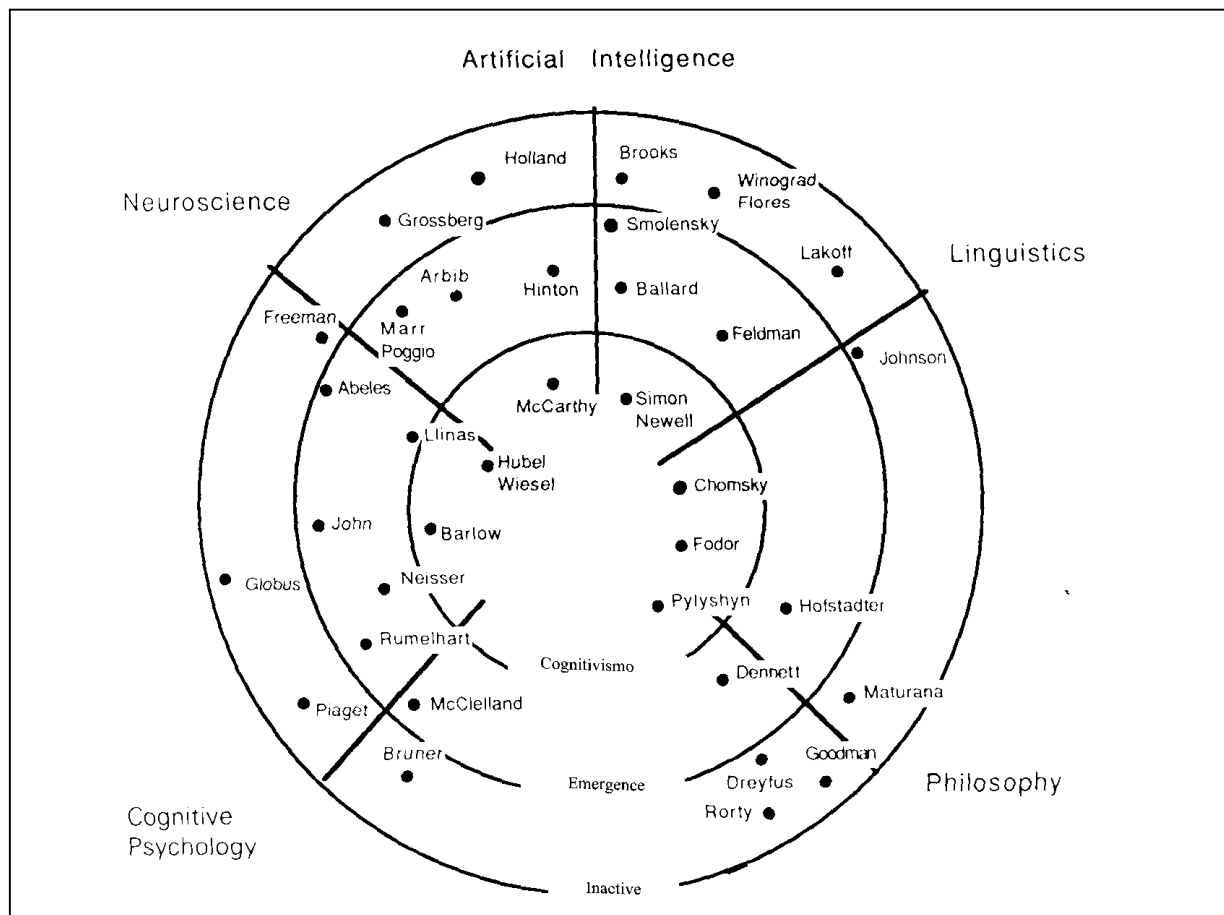 Artificial Intelligence
Holland
Brooks
Winograd
Flores
Neuroscience
Grossberg
Smolensky
Lakoff
Linguistics
Arbib
Hinton
Ballard
Freeman
Marr
Poggio
Feldman
Johnson
Abeles
McCarthy
Simon
Newell
Llinas
Hubel
Wiesel
Chomsky
John
Barlow
Fodor
Globus
Neisser
Pylyshyn
Hofstadter
Rumelhart
Cognitivismo
Dennett
Piaget
McClelland
Maturana
Bruner
Goodman
Emergence
Dreyfus
Philosophy
Rorty
Cognitive
Psychology
Inactive